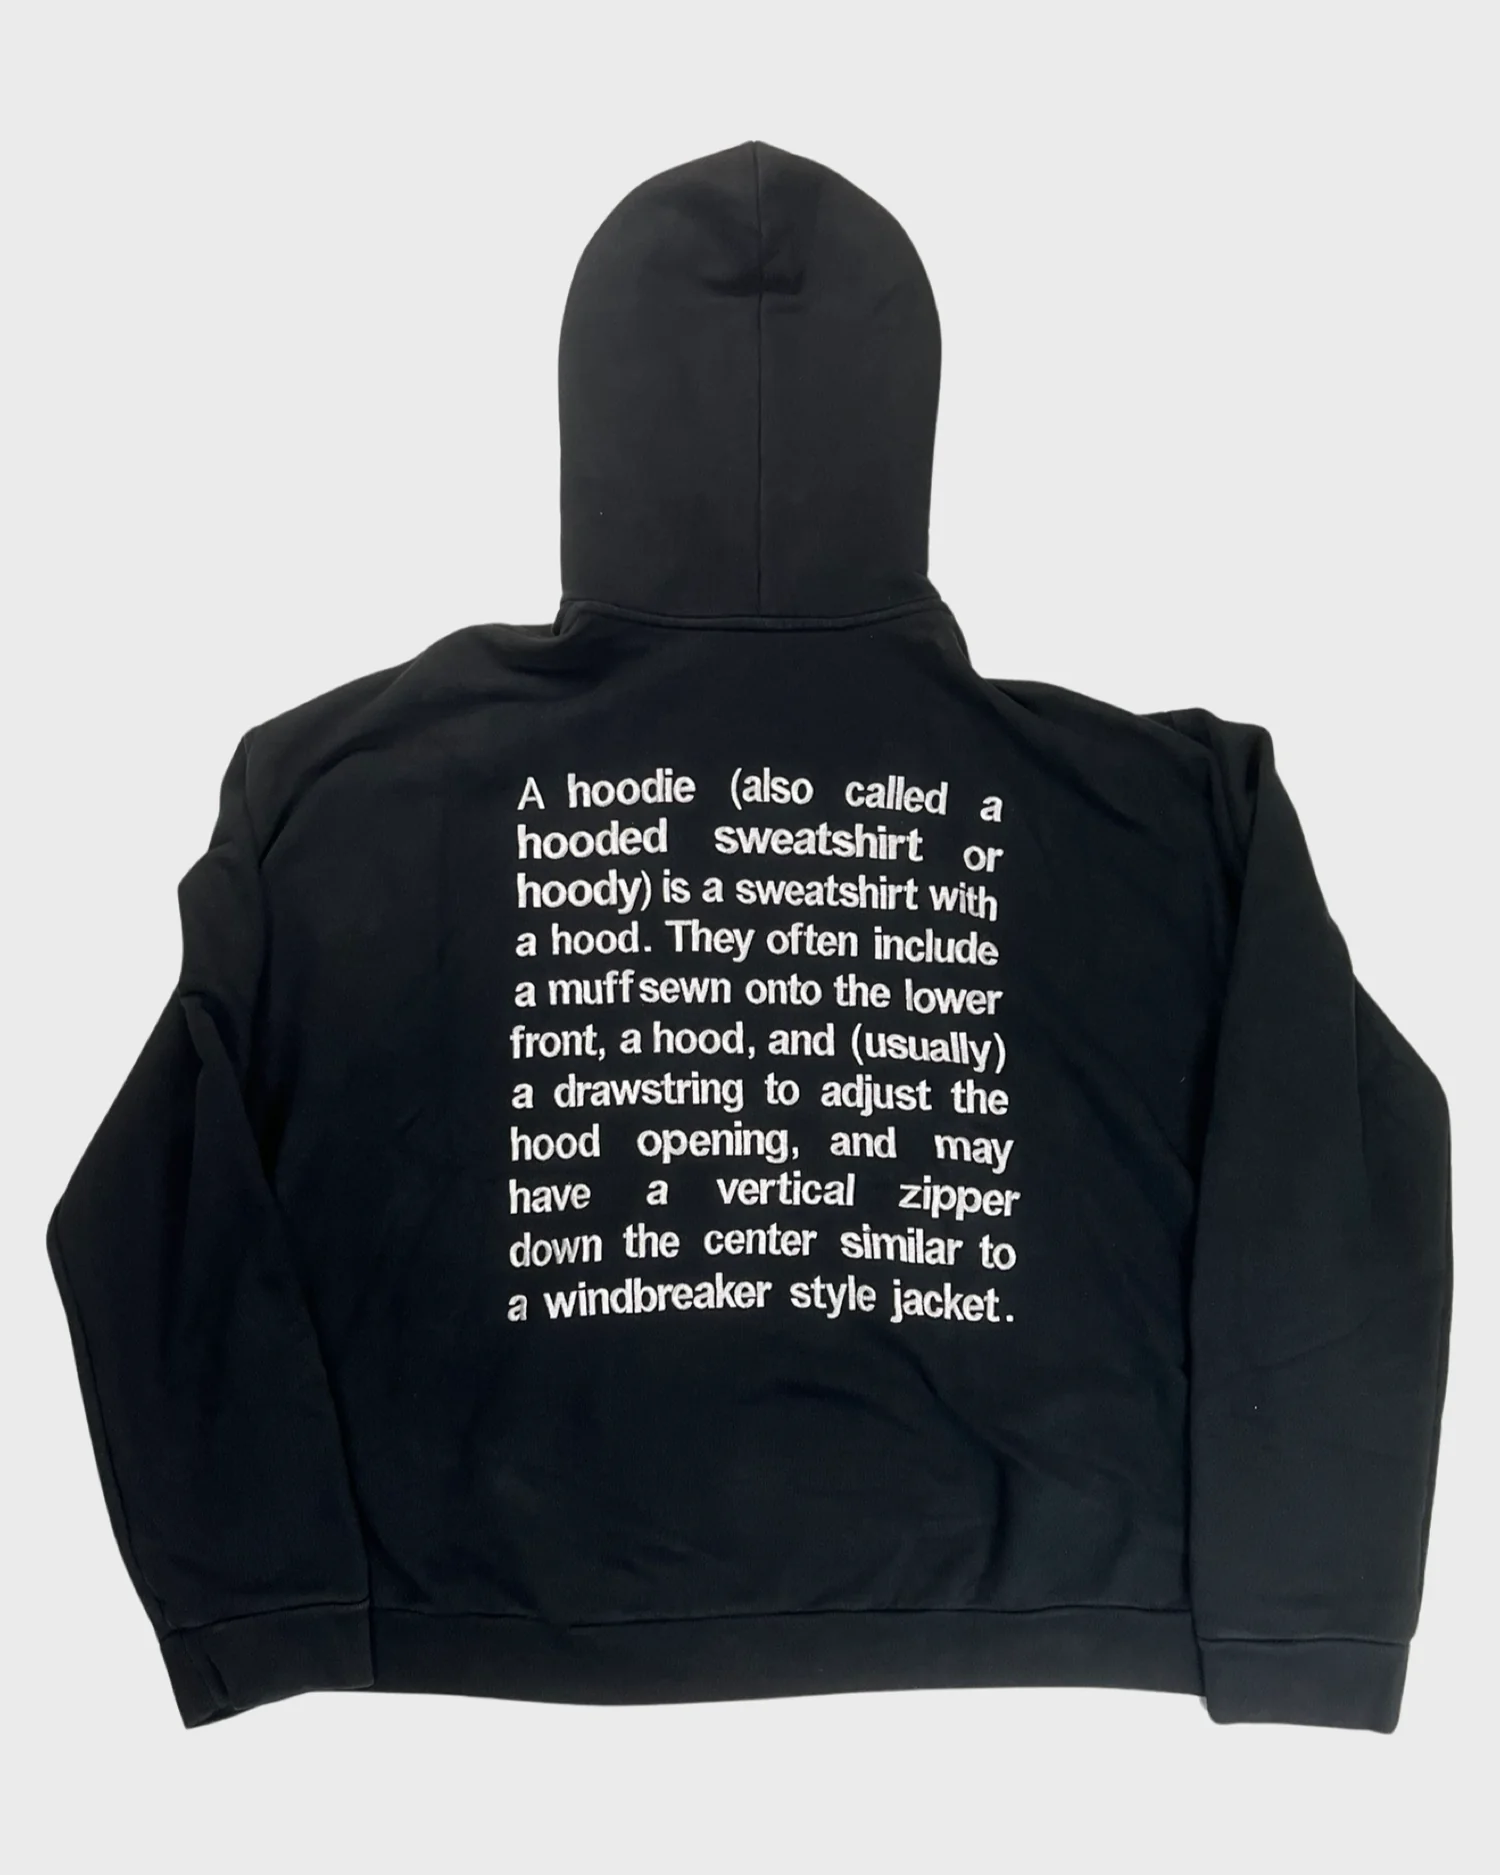 A hoodie (also called a
hooded sweatshirt or
hoody) is a sweatshirt with
a hood. They often include
a muff sewn onto the lower
front, a hood, and (usually)
a drawstring to adjust the
hood opening, and may
have a vertical zipper
down the center similar to
a windbreaker style jacket.